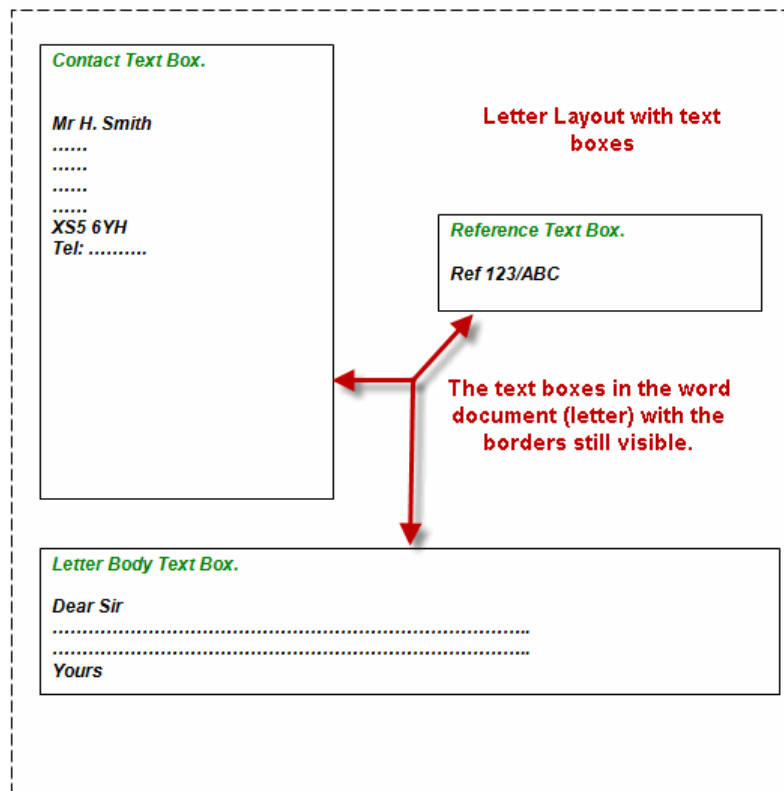 Contact Text Box.
Mr H. Smith
......
......
......
......
XS5 6YH
Tel: ..........
Letter Layout with text
boxes
Reference Text Box.
Ref 123/ABC
The text boxes in the word
document (letter) with the
borders still visible.
Letter Body Text Box.
Dear Sir
................................................................................
................................................................................
Yours